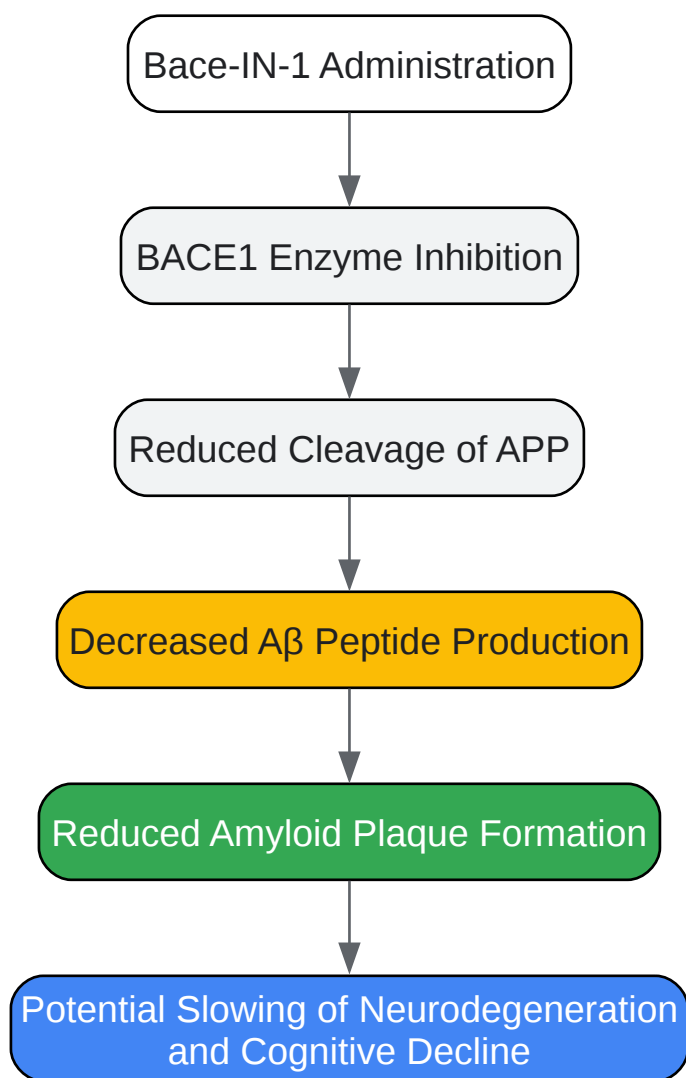 Bace-IN-1 Administration
BACE1 Enzyme Inhibition
Reduced Cleavage of APP
Decreased Aβ Peptide Production
Reduced Amyloid Plaque Formation
Potential Slowing of Neurodegeneration
and Cognitive Decline